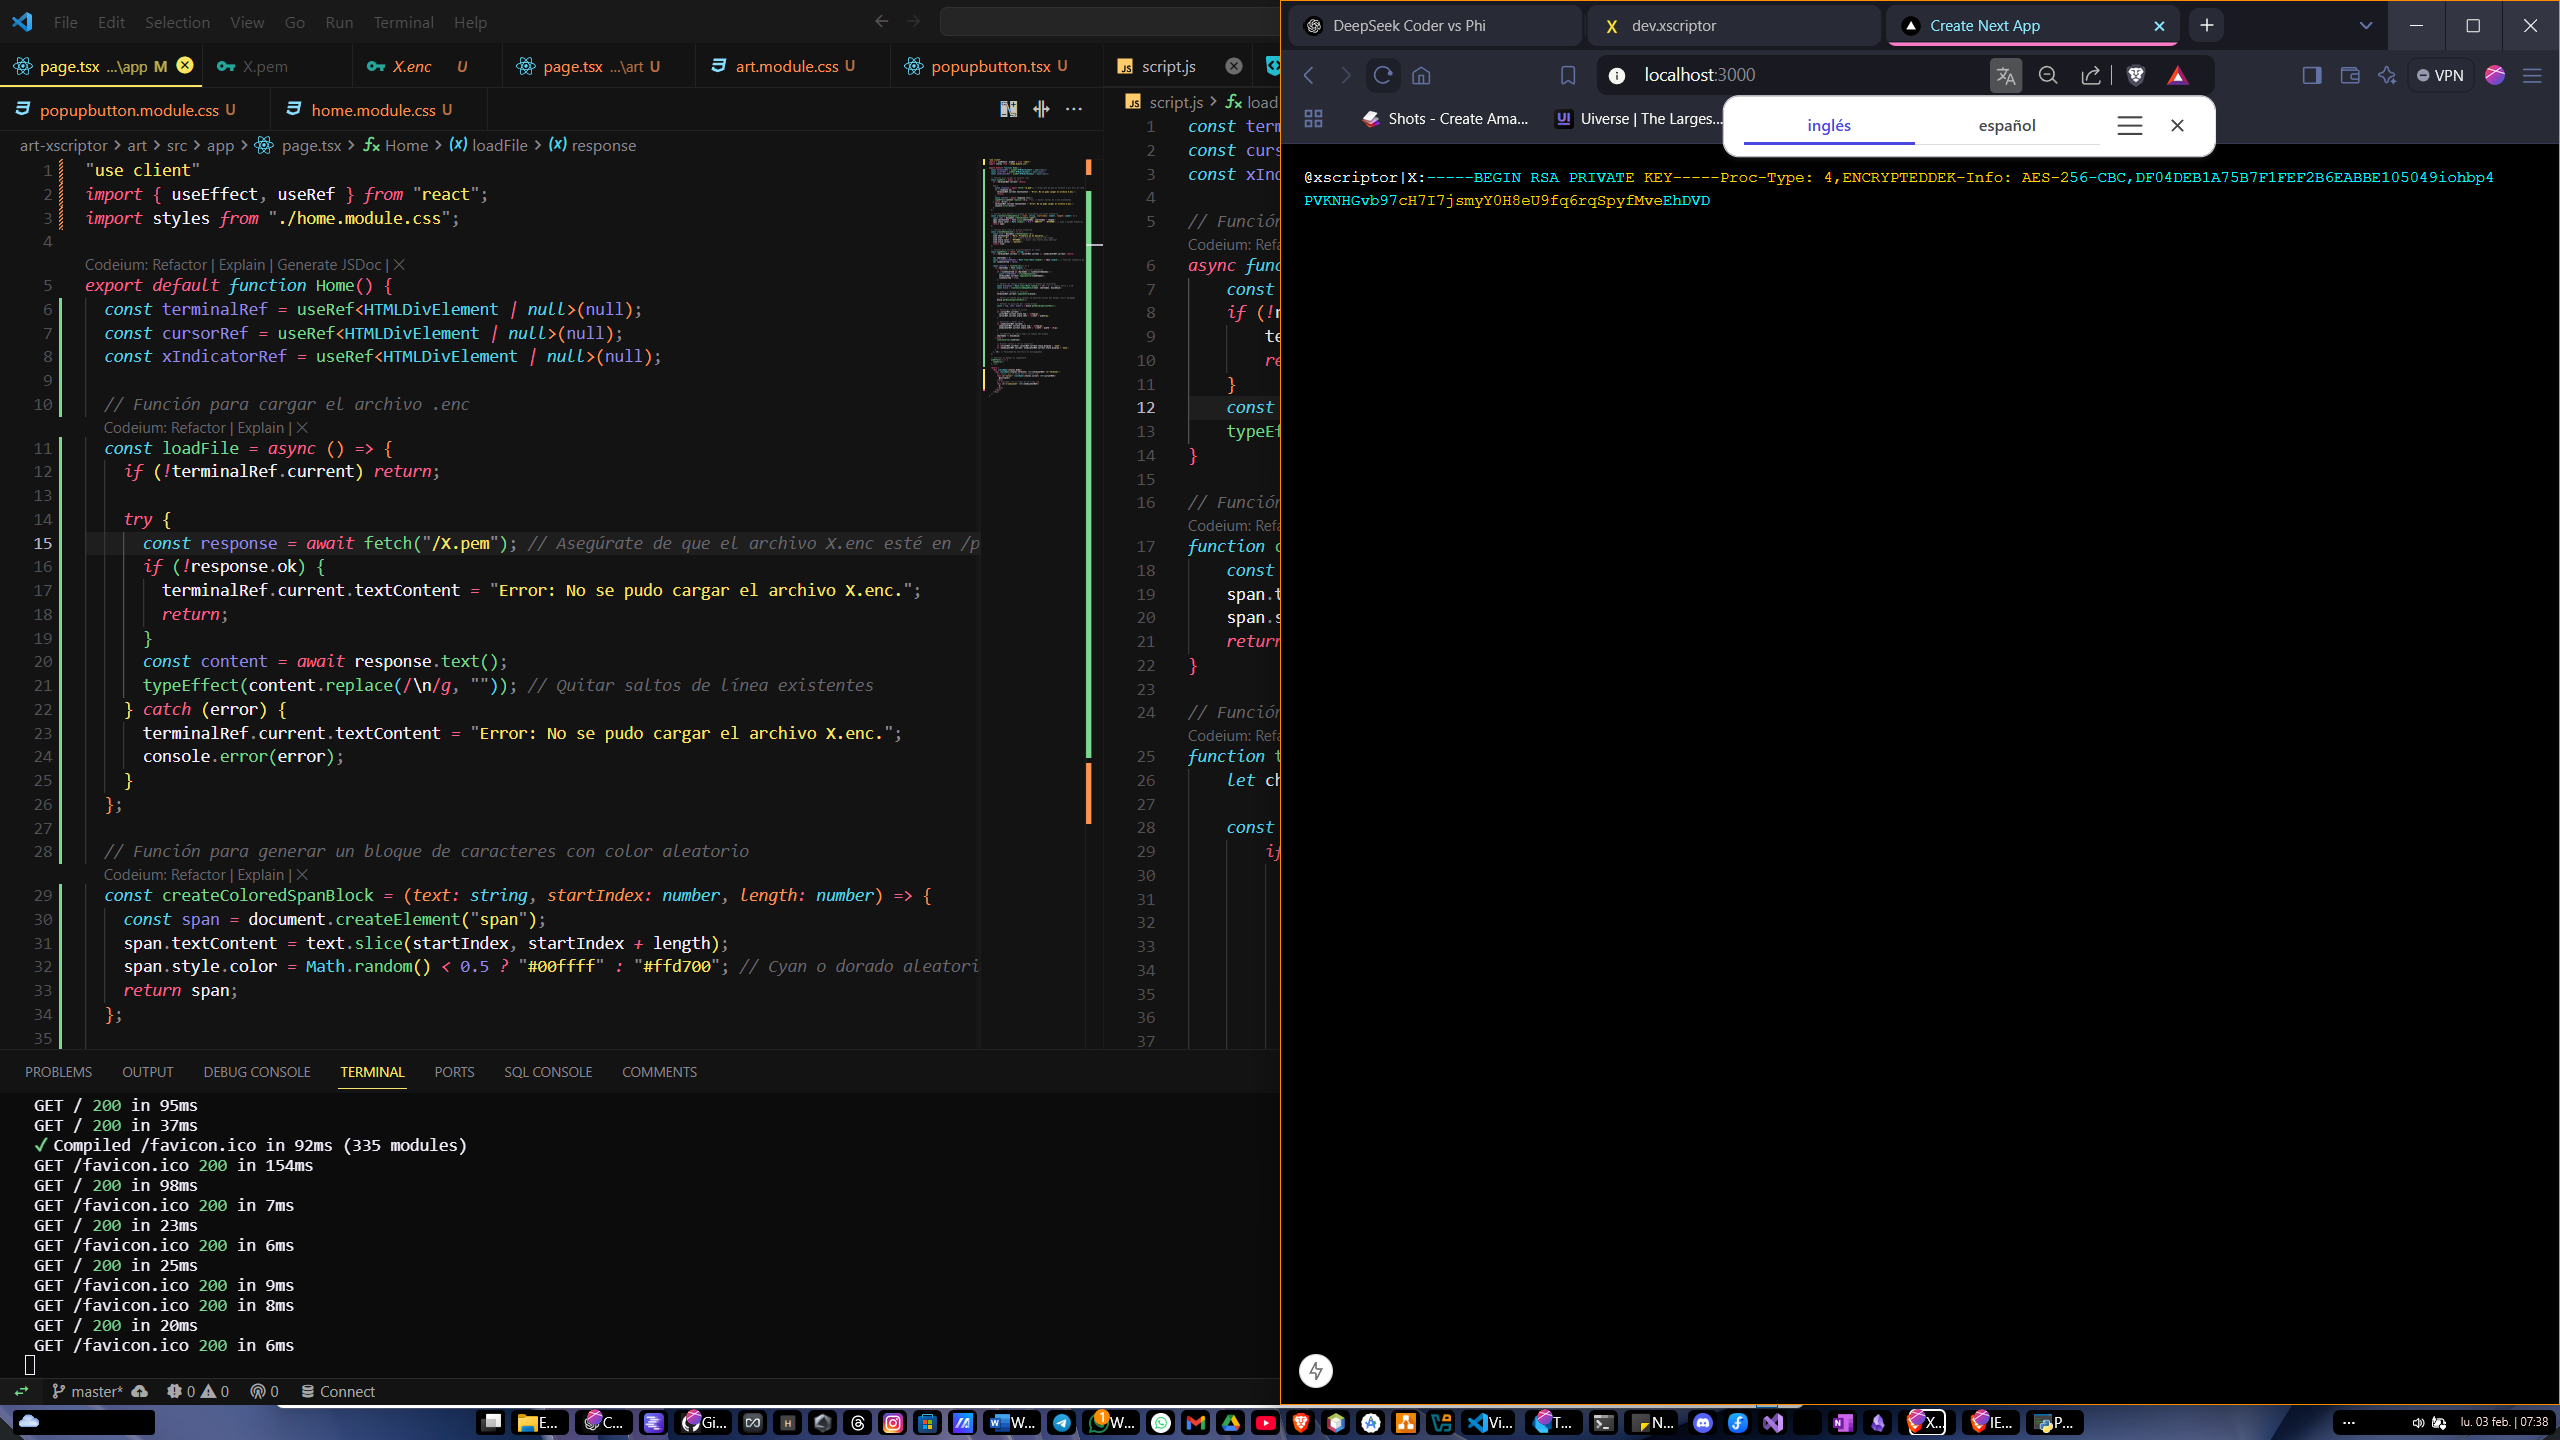 File Edit Selection View Go Run Terminal Help
page.tsx ...\app M
X.pem
X.enc U
page.tsx ...\art U
art.module.css U
popupbutton.tsx U
script.js
popupbutton.module.css U
home.module.css U
art-xscriptor > art > src > app > page.tsx > Home > loadFile > response
1 "use client"
2 import { useEffect, useRef } from "react";
3 import styles from "./home.module.css";
4
Codeium: Refactor | Explain | Generate JSDoc | X
5 export default function Home() {
6 const terminalRef = useRef<HTMLDivElement | null>(null);
7 const cursorRef = useRef<HTMLDivElement | null>(null);
8 const xIndicatorRef = useRef<HTMLDivElement | null>(null);
9
10 // Función para cargar el archivo .enc
Codeium: Refactor | Explain | X
11 const loadFile = async () => {
12 if (!terminalRef.current) return;
13
14 try {
15 const response = await fetch("/X.pem"); // Asegúrate de que el archivo X.enc esté en /p
16 if (!response.ok) {
17 terminalRef.current.textContent = "Error: No se pudo cargar el archivo X.enc.";
18 return;
19 }
20 const content = await response.text();
21 typeEffect(content.replace(/\n/g, "")); // Quitar saltos de línea existentes
22 } catch (error) {
23 terminalRef.current.textContent = "Error: No se pudo cargar el archivo X.enc.";
24 console.error(error);
25 }
26 };
27
28 // Función para generar un bloque de caracteres con color aleatorio
Codeium: Refactor | Explain | X
29 const createColoredSpanBlock = (text: string, startIndex: number, length: number) => {
30 const span = document.createElement("span");
31 span.textContent = text.slice(startIndex, startIndex + length);
32 span.style.color = Math.random() < 0.5 ? "#00ffff" : "#ffd700"; // Cyan o dorado aleatori
33 return span;
34 };
35
script.js > load
1 const term
2 const curs
3 const xInd
4
5 // Funció
Codeium: Refa
6 async func
7 const
8 if (!r
9 te
10 re
11 }
12 const
13 typeEf
14 }
15
16 // Funció
Codeium: Refa
17 function c
18 const
19 span.t
20 span.s
21 return
22 }
23
24 // Funció
Codeium: Refa
25 function t
26 let ch
27
28 const
29 if
30
31
32
33
34
35
36
37
PROBLEMS OUTPUT DEBUG CONSOLE TERMINAL PORTS SQL CONSOLE COMMENTS
GET / 200 in 95ms
GET / 200 in 37ms
✓ Compiled /favicon.ico in 92ms (335 modules)
GET /favicon.ico 200 in 154ms
GET / 200 in 98ms
GET /favicon.ico 200 in 7ms
GET / 200 in 23ms
GET /favicon.ico 200 in 6ms
GET / 200 in 25ms
GET /favicon.ico 200 in 9ms
GET /favicon.ico 200 in 8ms
GET / 200 in 20ms
GET /favicon.ico 200 in 6ms
master* 0 0 0 Connect
DeepSeek Coder vs Phi
dev.xscriptor
Create Next App
localhost:3000
VPN
Shots - Create Ama...
Uiverse | The Larges...
inglés español
@xscriptor|X:-----BEGIN RSA PRIVATE KEY-----Proc-Type: 4,ENCRYPTEDDEK-Info: AES-256-CBC,DF04DEB1A75B7F1FEF2B6EABBE105049iohbp4
PVKNHGvb97cH7I7jsmyY0H8eU9fq6rqSpyfMveEhDVD
E... C... Gi... W... W... Vi... T... N... X... IE... P...
lu. 03 feb. | 07:38